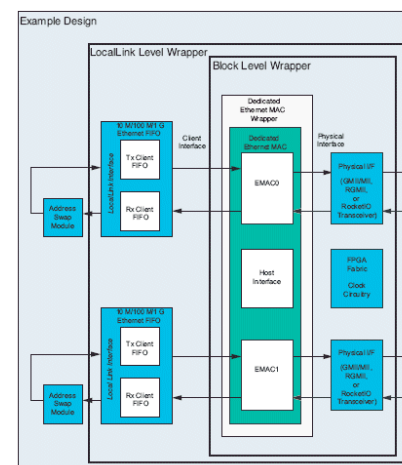 Example Design
LocalLink Level Wrapper
Block Level Wrapper
Dedicated
Ethernet MAC
Wrapper
10 M/100 M/1 G
Ethernet FIFO
Client
Interface
Dedicated
Ethernet MAC
Physical
Interface
LocalLink Interface
Tx Client
FIFO
Rx Client
FIFO
EMAC0
Physical I/F
(GMII/MII,
RGMII,
or
RocketIO
Transceiver)
Address
Swap
Module
Host
Interface
FPGA
Fabric
Clock
Circuitry
10 M/100 M/1 G
Ethernet FIFO
Local Link Interface
Tx Client
FIFO
Rx Client
FIFO
EMAC1
Physical I/F
(GMII/MII,
RGMII,
or
RocketIO
Transceiver)
Address
Swap
Module